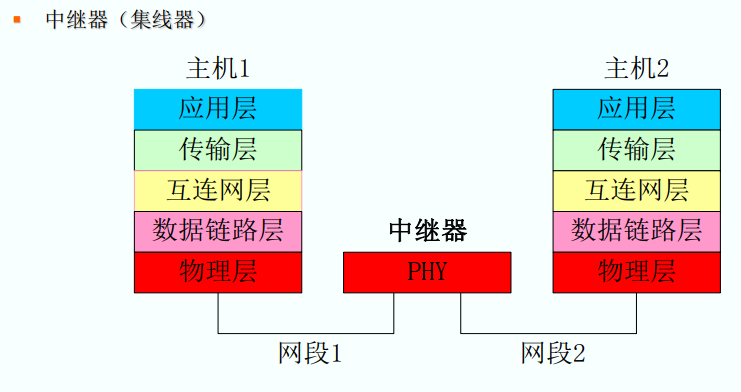 中继器（集线器）
主机1
主机2
应用层
应用层
传输层
传输层
互连网层
互连网层
数据链路层
中继器
数据链路层
物理层
PHY
物理层
网段1
网段2